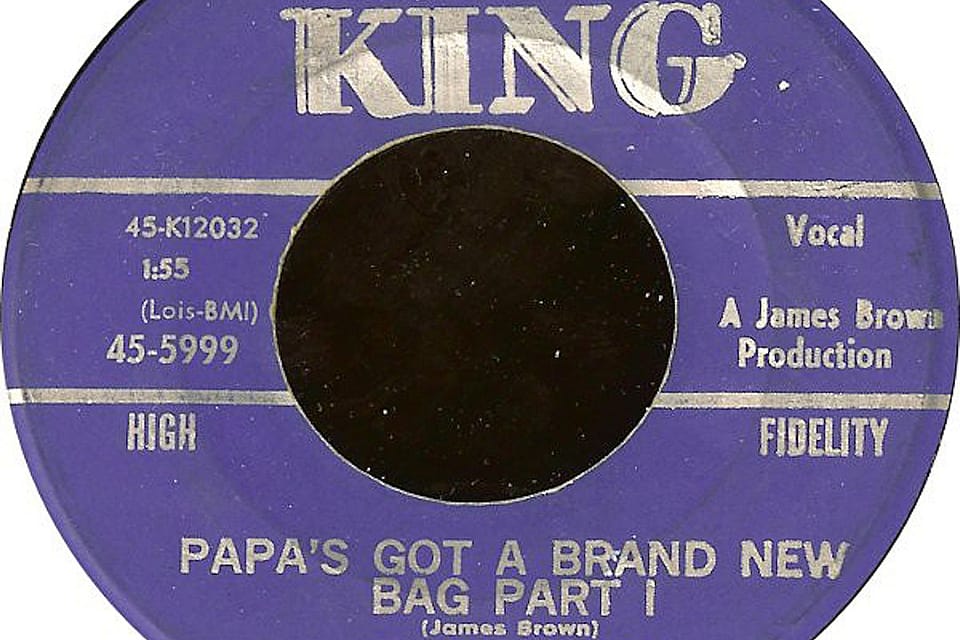 KING
45-K12032
1:55
(Lois-BMI)
45-5999
Vocal
A James Brown
Production
HIGH
FIDELITY
PAPA'S GOT A BRAND NEW
BAG PART I
(James Brown)